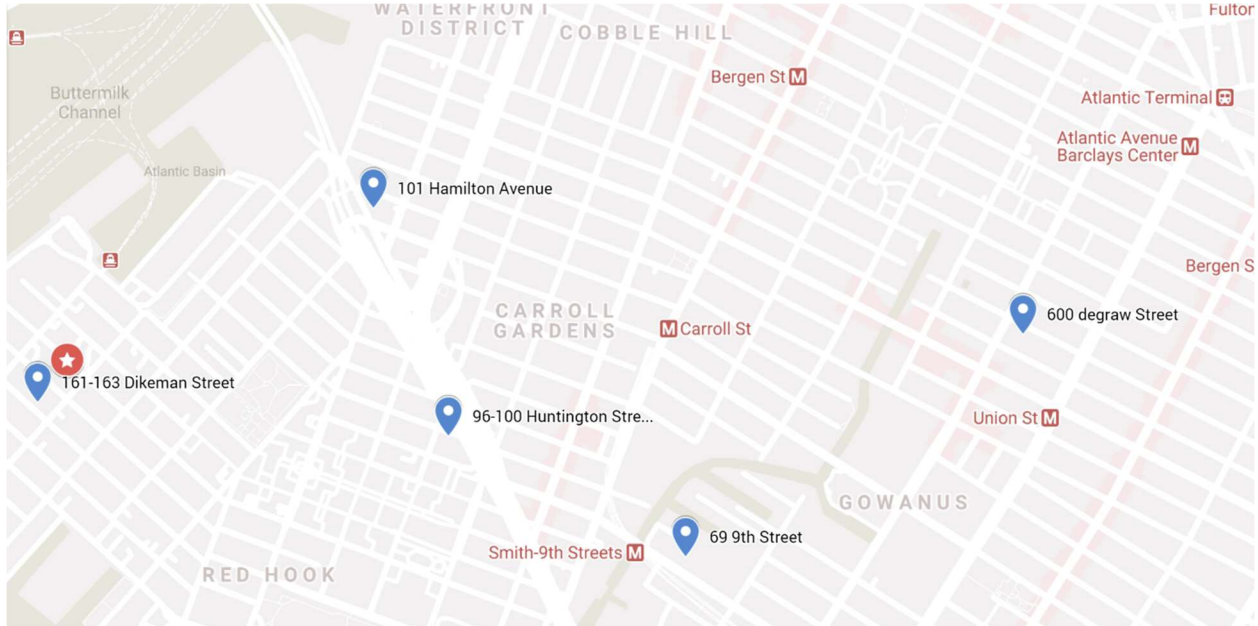 WATERFRONT
DISTRICT
COBBLE HILL
Fulton
Bergen St M
Atlantic Terminal
Buttermilk
Channel
Atlantic Avenue
Barclays Center M
Atlantic Basin
101 Hamilton Avenue
Bergen S
CARROLL
GARDENS
M Carroll St
600 degraw Street
161-163 Dikeman Street
96-100 Huntington Stre...
Union St M
GOWANUS
69 9th Street
Smith-9th Streets M
RED HOOK